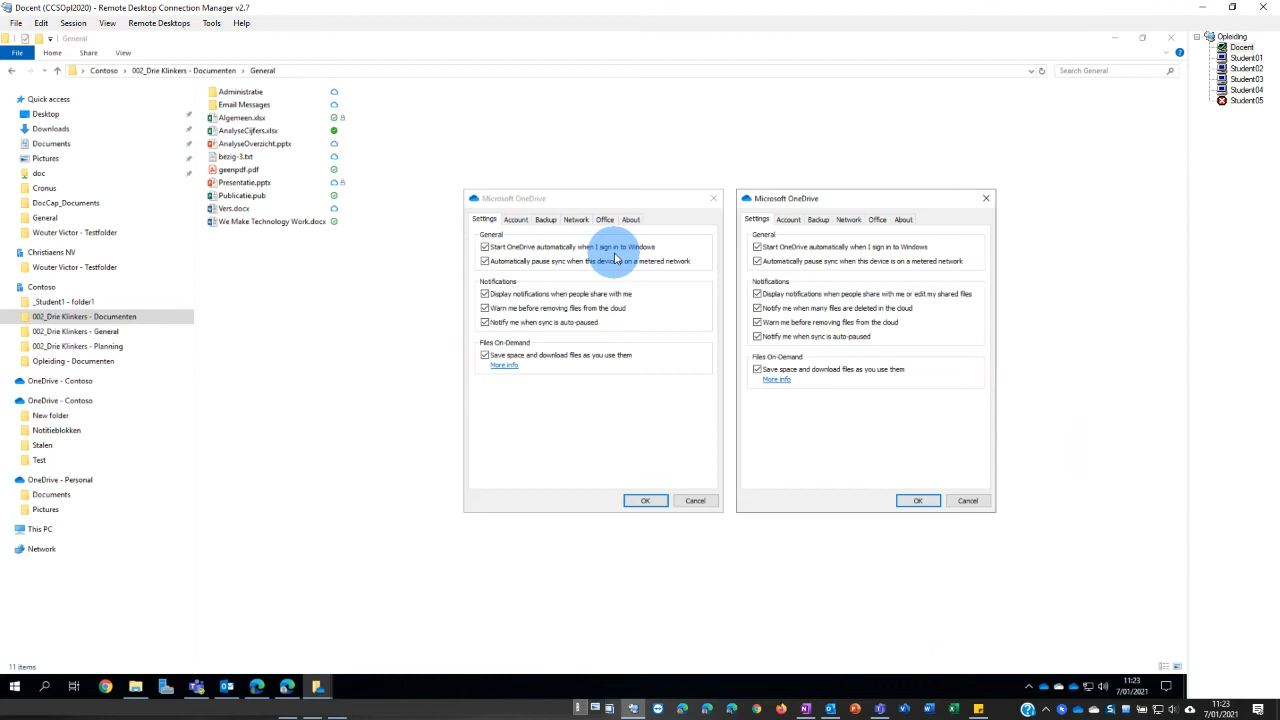 Docent (CCSOpl2020) - Remote Desktop Connection Manager v2.7
File Edit Session View Remote Desktops Tools Help
General
File Home Share View
Contoso > 002_Drie Klinkers - Documenten > General
Search General
Opleiding
Docent
Student01
Student02
Student03
Student04
Student05
Quick access
Desktop
Downloads
Documents
Pictures
doc
Cronus
DocCap_Documents
General
Wouter Victor - Testfolder
Christiaens NV
Wouter Victor - Testfolder
Contoso
_Student1 - folder1
002_Drie Klinkers - Documenten
002_Drie Klinkers - General
002_Drie Klinkers - Planning
Opleiding - Documenten
OneDrive - Contoso
OneDrive - Contoso
New folder
Notitieblokken
Stalen
Test
OneDrive - Personal
Documents
Pictures
This PC
Network
Administratie
Email Messages
Algemeen.xlsx
AnalyseCijfers.xlsx
AnalyseOverzicht.pptx
bezig-3.txt
geenpdf.pdf
Presentatie.pptx
Publicatie.pub
Vers.docx
We Make Technology Work.docx
Microsoft OneDrive
Settings Account Backup Network Office About
General
Start OneDrive automatically when I sign in to Windows
Automatically pause sync when this device is on a metered network
Notifications
Display notifications when people share with me
Warn me before removing files from the cloud
Notify me when sync is auto-paused
Files On-Demand
Save space and download files as you use them
More info
OK Cancel
Microsoft OneDrive
Settings Account Backup Network Office About
General
Start OneDrive automatically when I sign in to Windows
Automatically pause sync when this device is on a metered network
Notifications
Display notifications when people share with me or edit my shared files
Notify me when many files are deleted in the cloud
Warn me before removing files from the cloud
Notify me when sync is auto-paused
Files On-Demand
Save space and download files as you use them
More info
OK Cancel
11 items
11:23
7/01/2021
11:23
7/01/2021